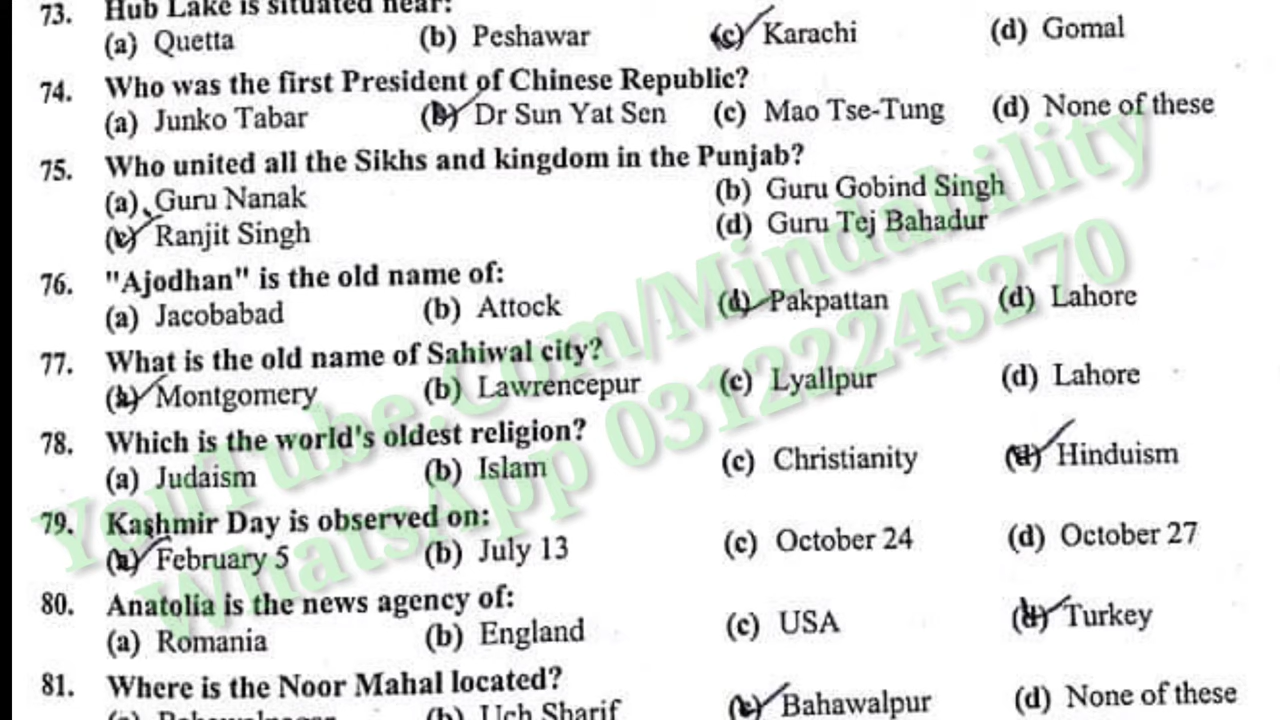 73. Hub Lake is situated near:
(a) Quetta (b) Peshawar (c) Karachi (d) Gomal
74. Who was the first President of Chinese Republic?
(a) Junko Tabar (b) Dr Sun Yat Sen (c) Mao Tse-Tung (d) None of these
75. Who united all the Sikhs and kingdom in the Punjab?
(a) Guru Nanak (b) Guru Gobind Singh
(c) Ranjit Singh (d) Guru Tej Bahadur
76. "Ajodhan" is the old name of:
(a) Jacobabad (b) Attock (c) Pakpattan (d) Lahore
77. What is the old name of Sahiwal city?
(a) Montgomery (b) Lawrencepur (c) Lyallpur (d) Lahore
78. Which is the world's oldest religion?
(a) Judaism (b) Islam (c) Christianity (d) Hinduism
79. Kashmir Day is observed on:
(a) February 5 (b) July 13 (c) October 24 (d) October 27
80. Anatolia is the news agency of:
(a) Romania (b) England (c) USA (d) Turkey
81. Where is the Noor Mahal located?
(a) Bahawalnagar (b) Uch Sharif (c) Bahawalpur (d) None of these
YouTube.Com/Mindability
WhatsApp 03122245270